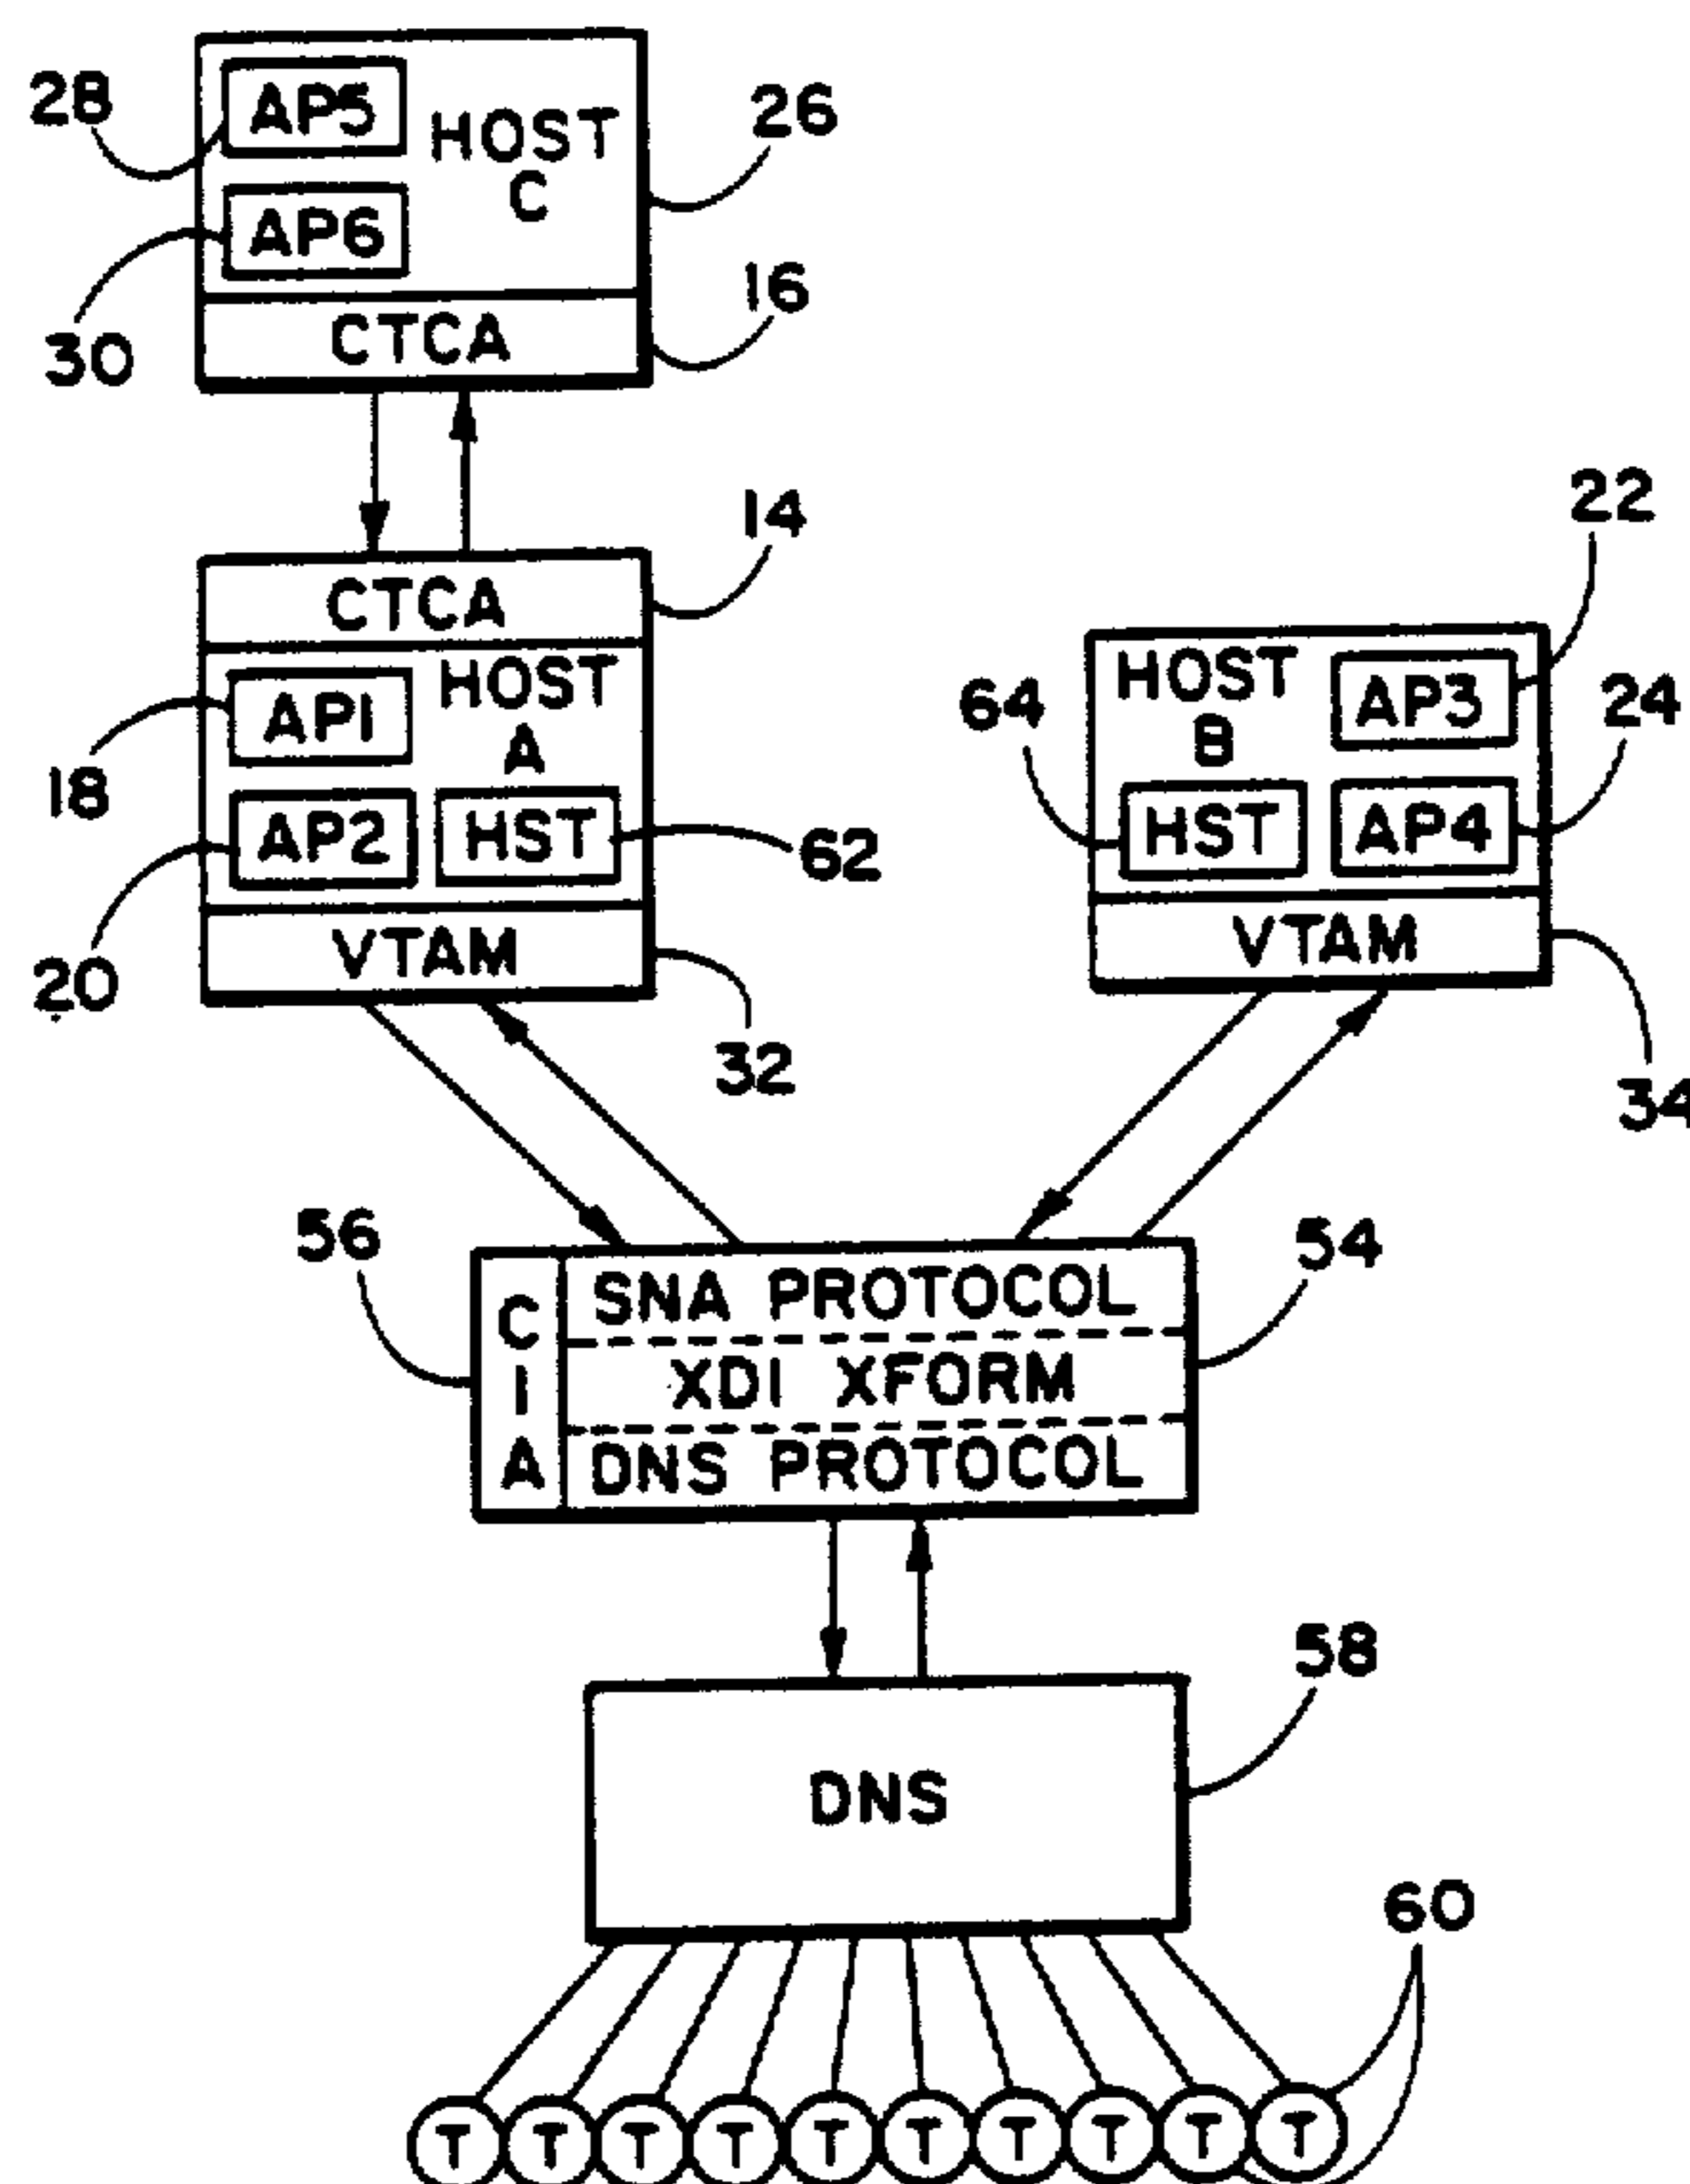 28
AP5
HOST
C
26
AP6
30
16
CTCA
14
CTCA
22
AP1
HOST
A
18
AP2
HST
62
20
VTAM
32
HOST
B
AP3
64
24
HST
AP4
VTAM
34
56
54
C
I
A
SNA PROTOCOL
XDI XFORM
DNS PROTOCOL
58
DNS
60
T T T T T T T T T T